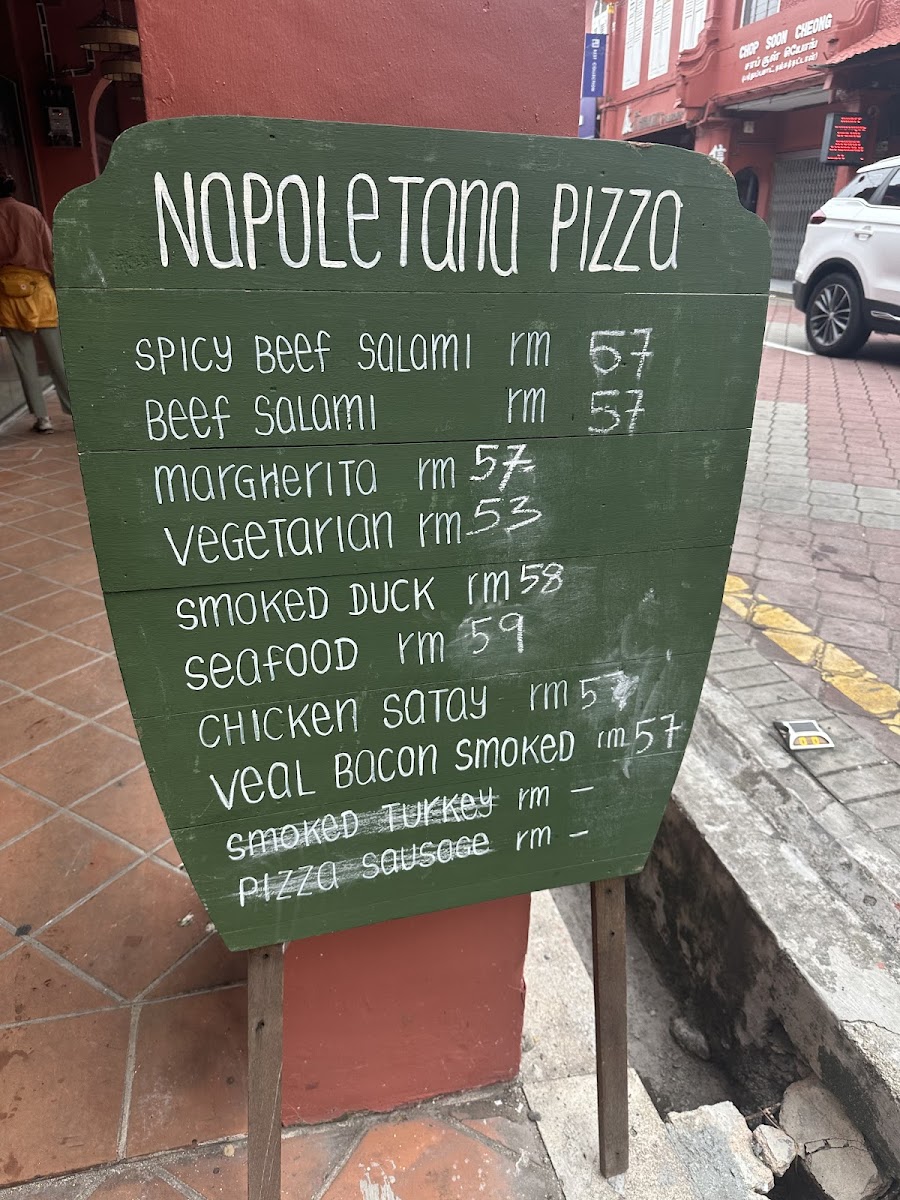 NaPOLeTana PIZZa
SPICY Beef SaLamI rm 57
Beef SaLamI rm 57
marGHerITa rm 57
VeGeTarIan rm 53
SmOKeD DUCK rm 58
SeafOOD rm 59
CHICKen SaTaY rm
VeaL BaCOn SmOKeD rm 57
SmOKeD TUrKeY rm -
PIZZa SaUSaGe rm -
CHOP SOON CHEONG